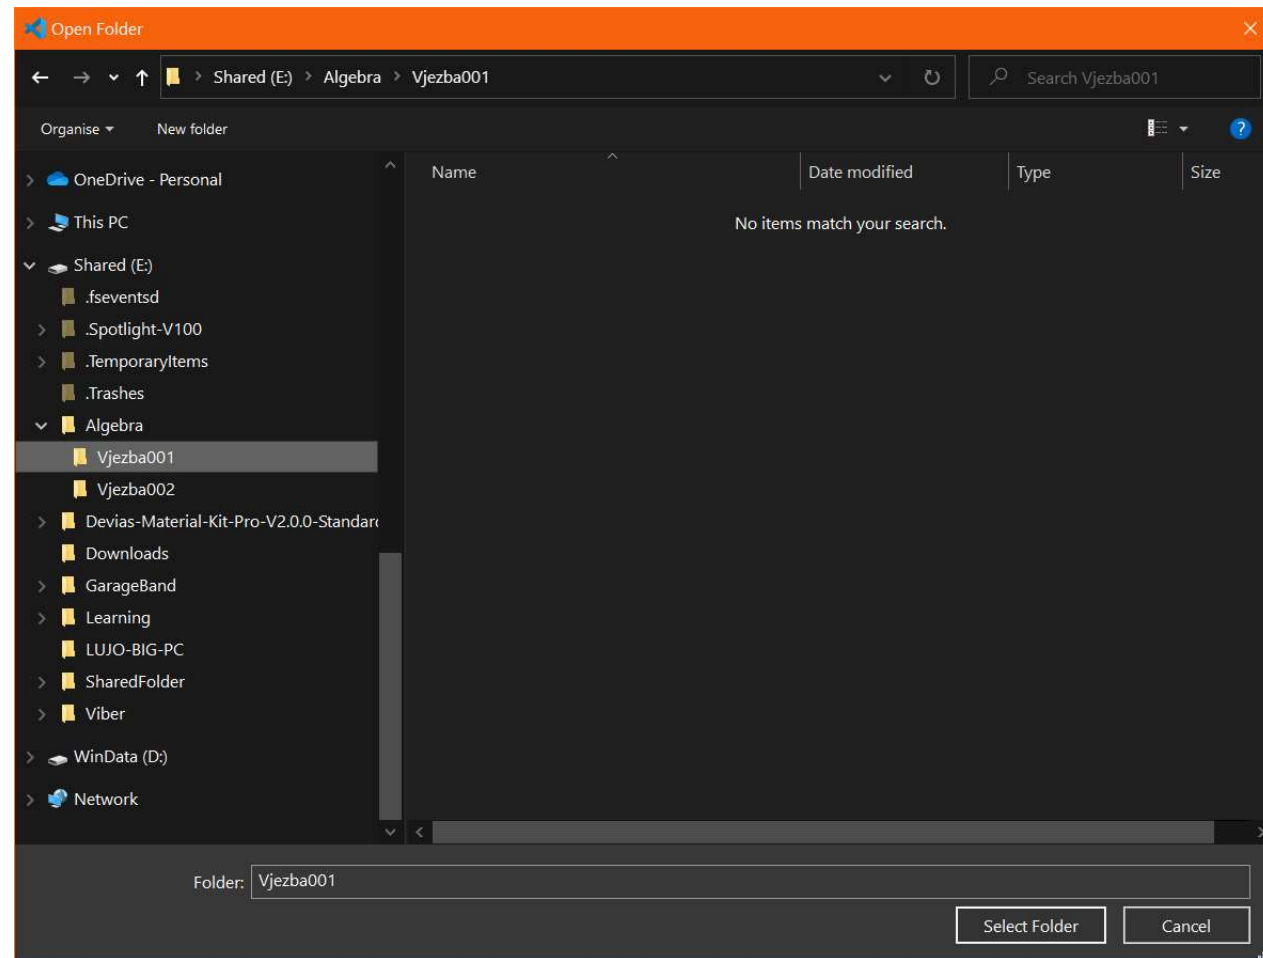 Open Folder
Shared (E:) Algebra Vjezba001
Search Vjezba001
Organise New folder
Name Date modified Type Size
No items match your search.
OneDrive - Personal
This PC
Shared (E:)
.fseventsd
.Spotlight-V100
.TemporaryItems
.Trashes
Algebra
Vjezba001
Vjezba002
Devias-Material-Kit-Pro-V2.0.0-Standar
Downloads
GarageBand
Learning
LUJO-BIG-PC
SharedFolder
Viber
WinData (D:)
Network
Folder: Vjezba001
Select Folder Cancel